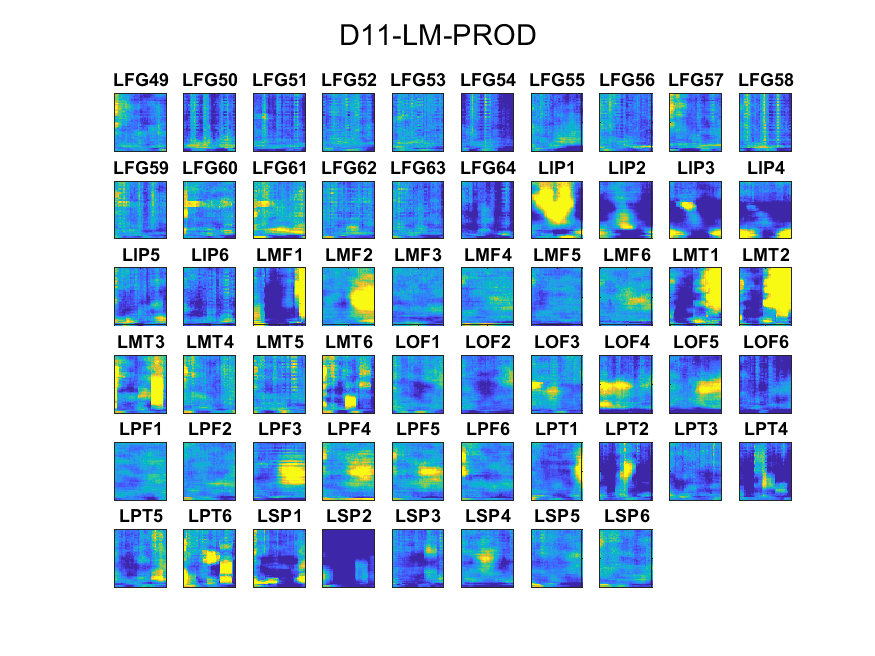 D11-LM-PROD
LFG49 LFG50 LFG51 LFG52 LFG53 LFG54 LFG55 LFG56 LFG57 LFG58
LFG59 LFG60 LFG61 LFG62 LFG63 LFG64 LIP1 LIP2 LIP3 LIP4
LIP5 LIP6 LMF1 LMF2 LMF3 LMF4 LMF5 LMF6 LMT1 LMT2
LMT3 LMT4 LMT5 LMT6 LOF1 LOF2 LOF3 LOF4 LOF5 LOF6
LPF1 LPF2 LPF3 LPF4 LPF5 LPF6 LPT1 LPT2 LPT3 LPT4
LPT5 LPT6 LSP1 LSP2 LSP3 LSP4 LSP5 LSP6